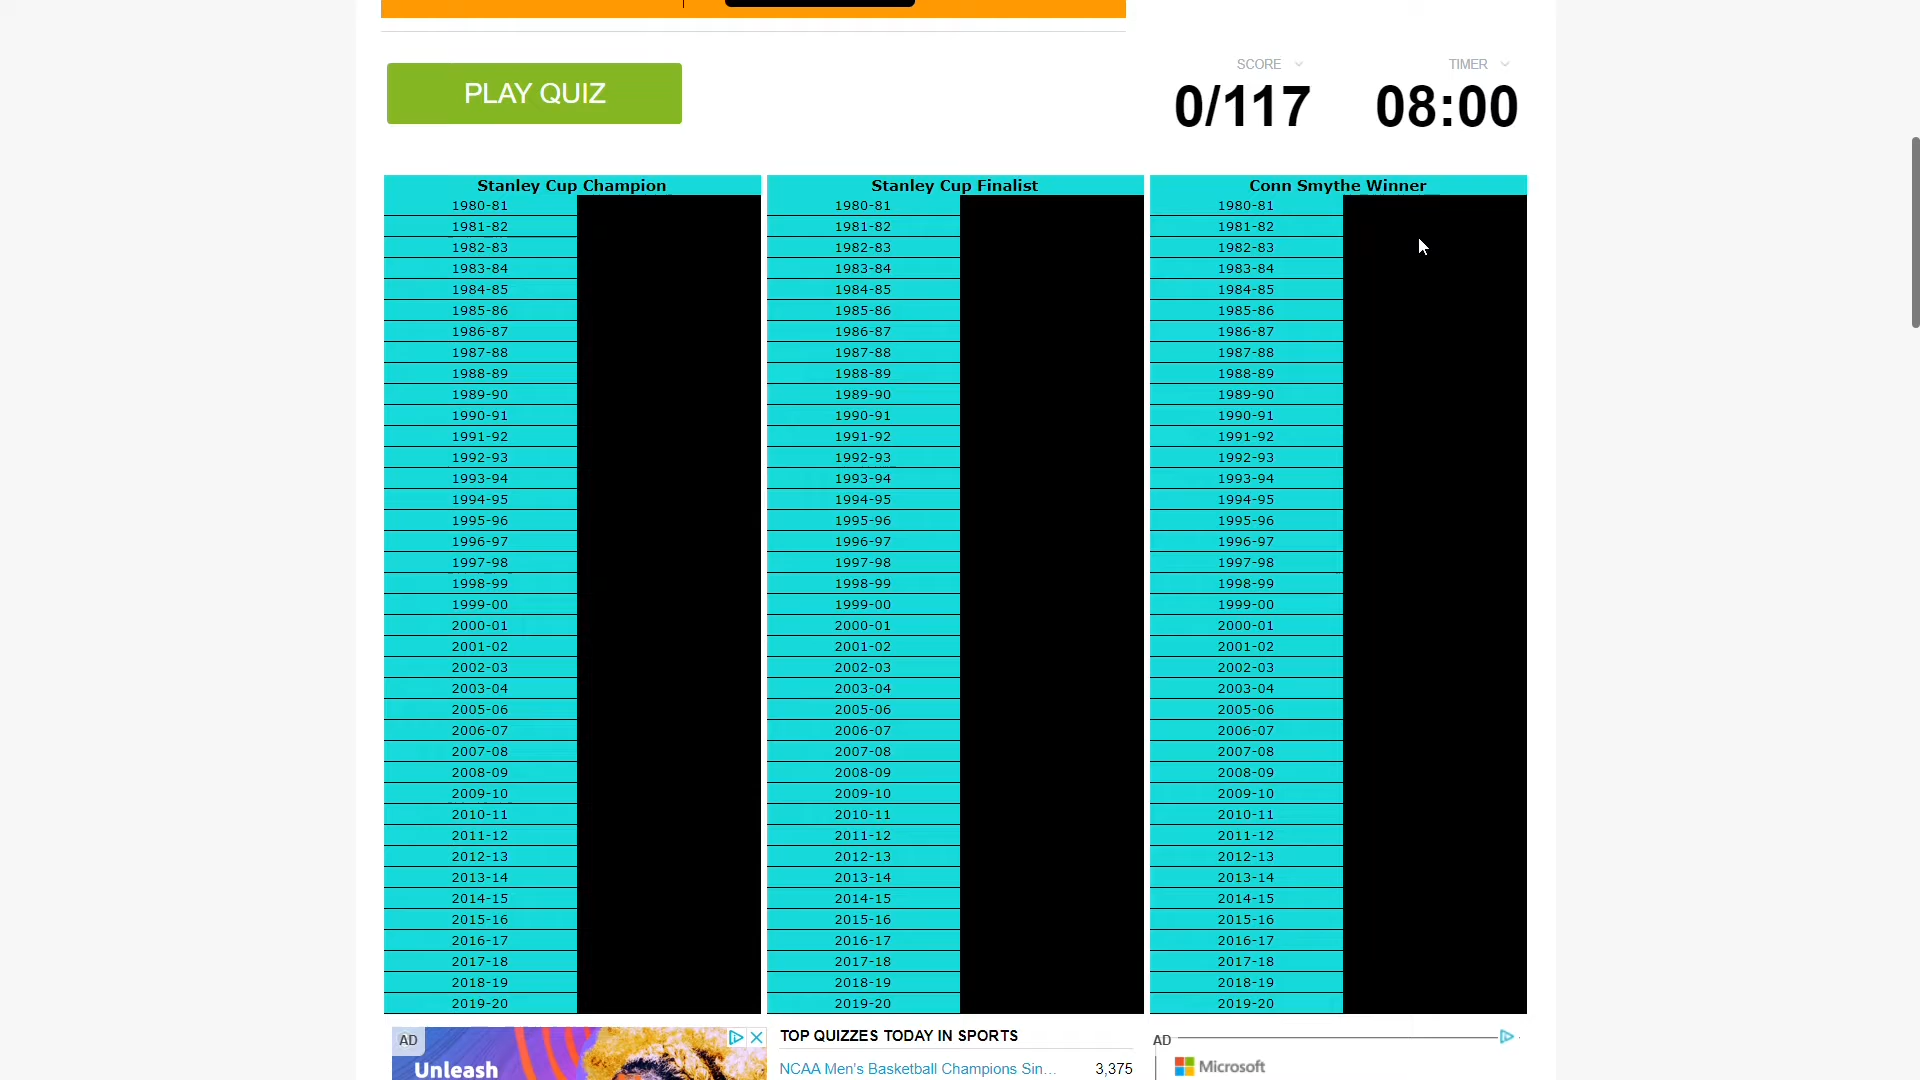 PLAY QUIZ
SCORE
0/117
TIMER
08:00
Stanley Cup Champion Stanley Cup Finalist Conn Smythe Winner
1980-81 1980-81 1980-81
1981-82 1981-82 1981-82
1982-83 1982-83 1982-83
1983-84 1983-84 1983-84
1984-85 1984-85 1984-85
1985-86 1985-86 1985-86
1986-87 1986-87 1986-87
1987-88 1987-88 1987-88
1988-89 1988-89 1988-89
1989-90 1989-90 1989-90
1990-91 1990-91 1990-91
1991-92 1991-92 1991-92
1992-93 1992-93 1992-93
1993-94 1993-94 1993-94
1994-95 1994-95 1994-95
1995-96 1995-96 1995-96
1996-97 1996-97 1996-97
1997-98 1997-98 1997-98
1998-99 1998-99 1998-99
1999-00 1999-00 1999-00
2000-01 2000-01 2000-01
2001-02 2001-02 2001-02
2002-03 2002-03 2002-03
2003-04 2003-04 2003-04
2005-06 2005-06 2005-06
2006-07 2006-07 2006-07
2007-08 2007-08 2007-08
2008-09 2008-09 2008-09
2009-10 2009-10 2009-10
2010-11 2010-11 2010-11
2011-12 2011-12 2011-12
2012-13 2012-13 2012-13
2013-14 2013-14 2013-14
2014-15 2014-15 2014-15
2015-16 2015-16 2015-16
2016-17 2016-17 2016-17
2017-18 2017-18 2017-18
2018-19 2018-19 2018-19
2019-20 2019-20 2019-20
AD
Unleash
TOP QUIZZES TODAY IN SPORTS
NCAA Men's Basketball Champions Sin... 3,375
AD
Microsoft